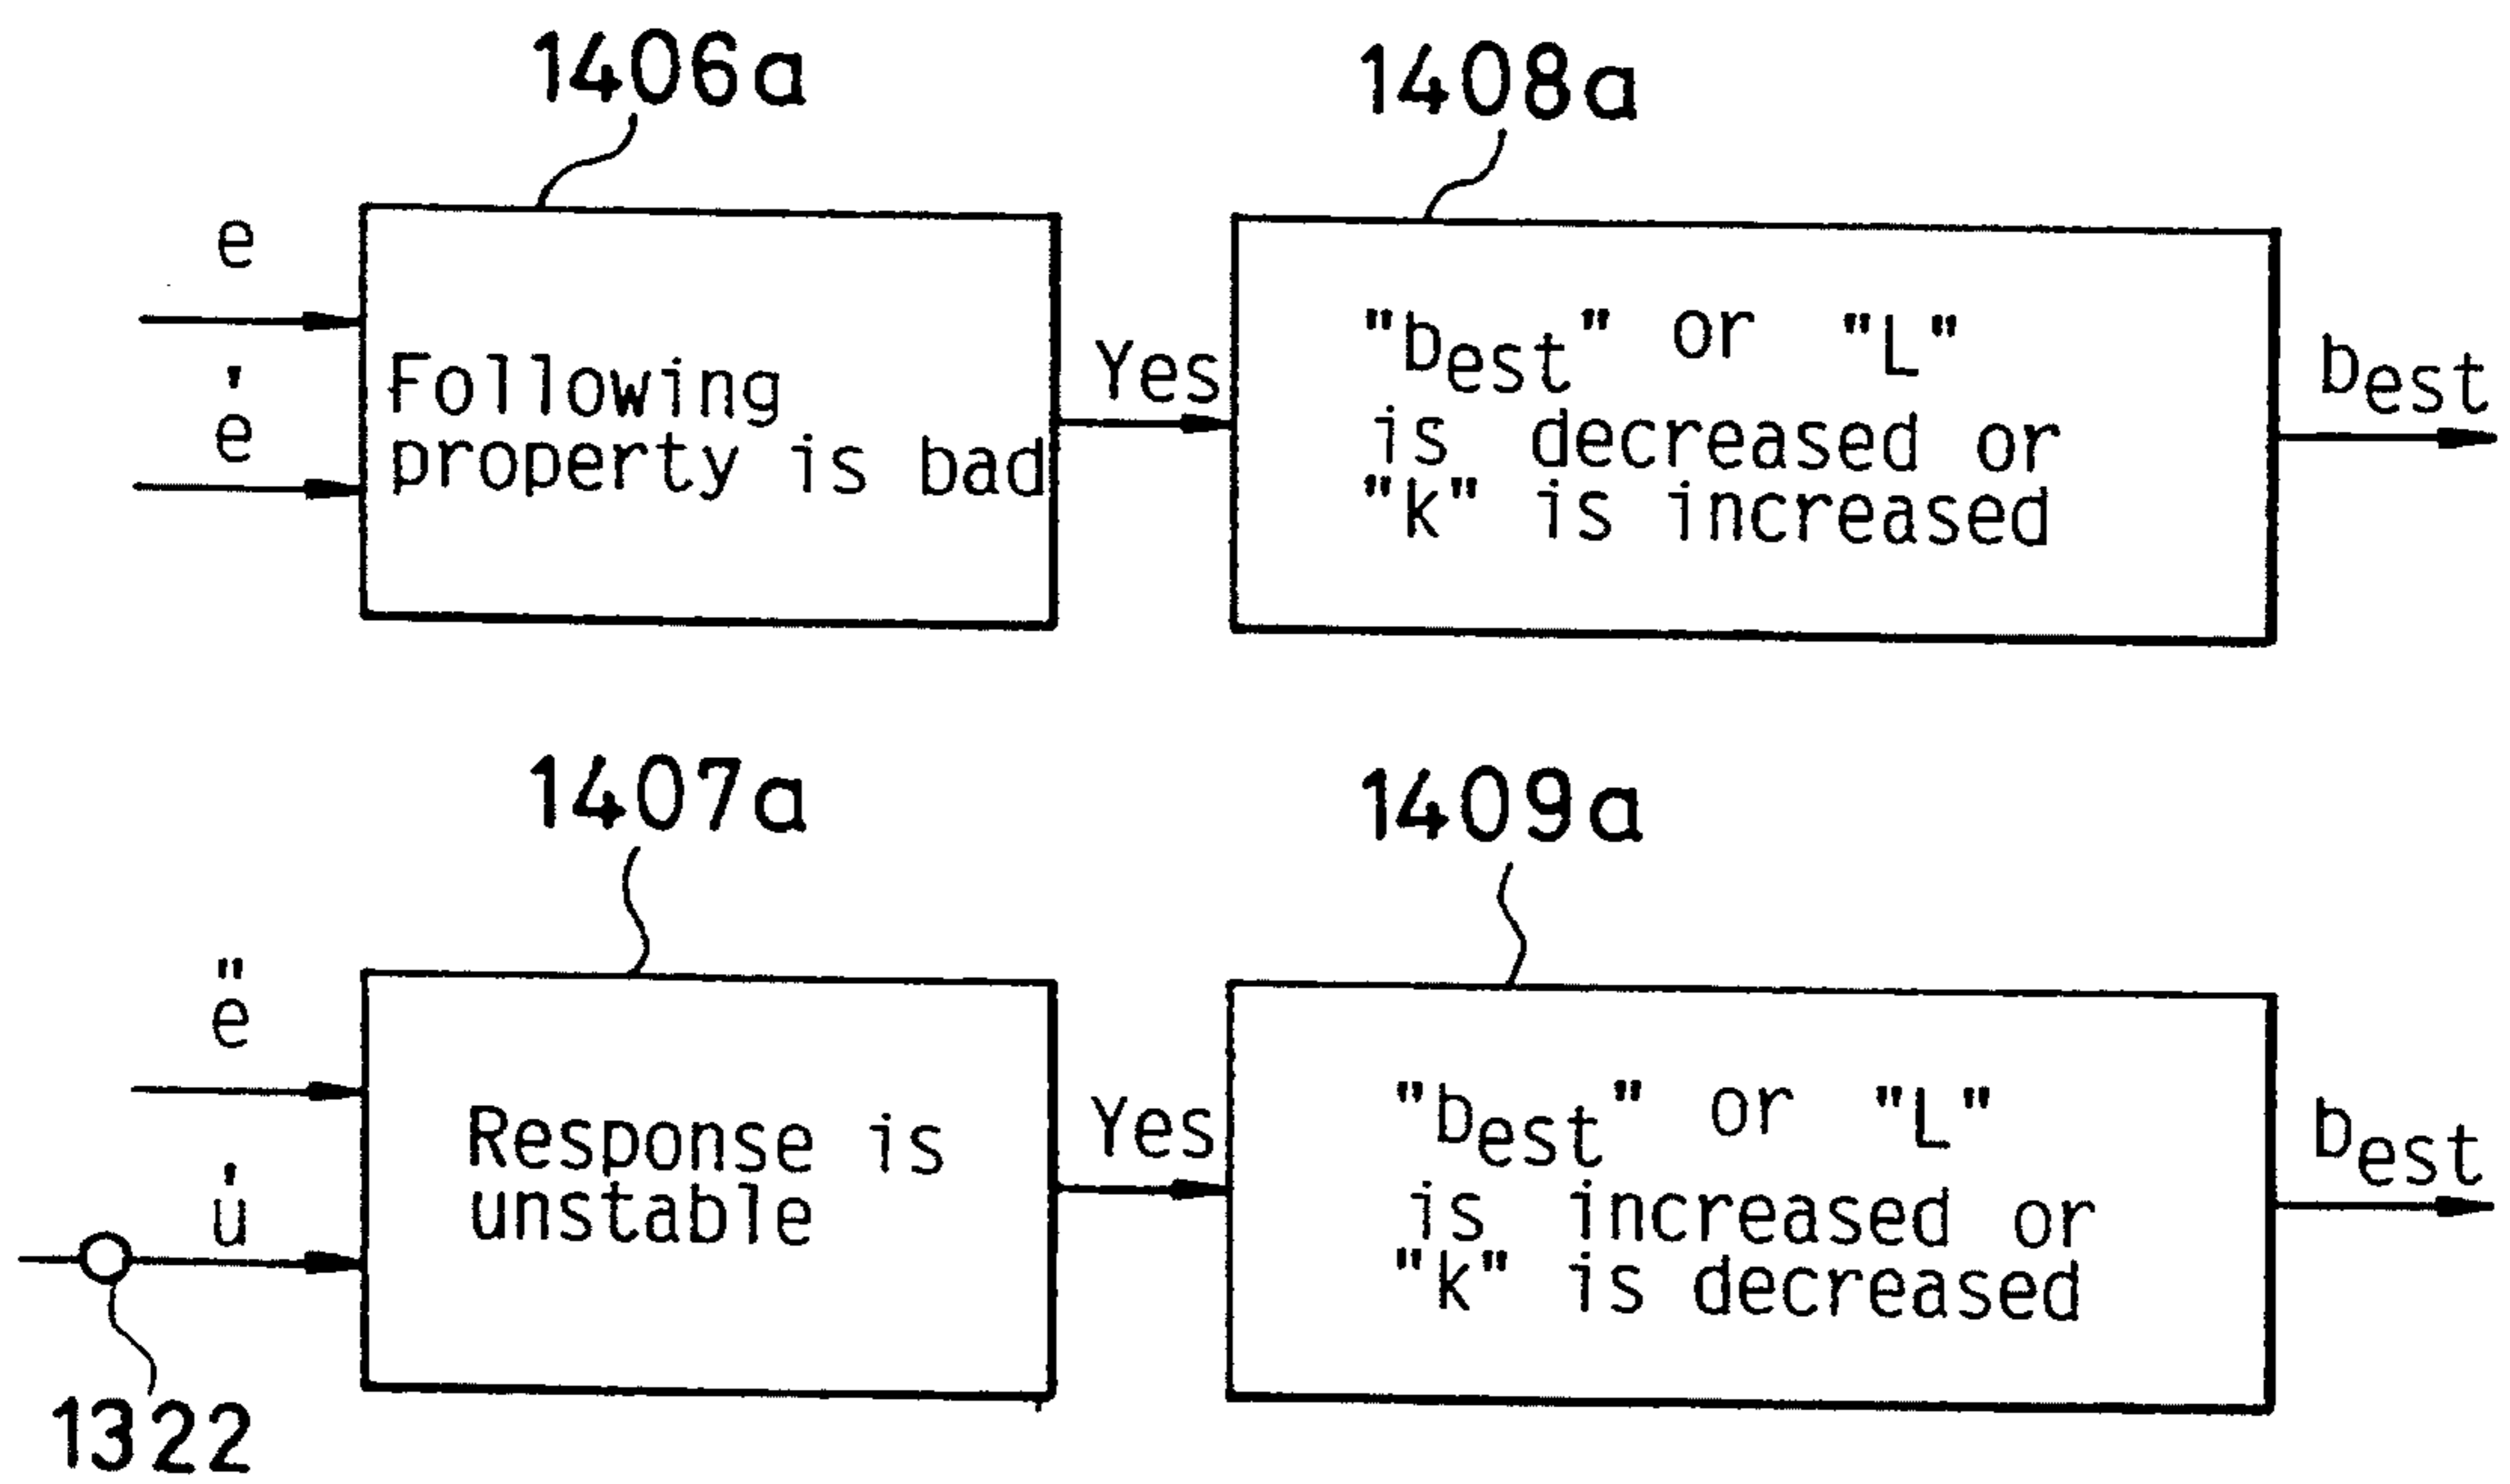 1406a
1408a
e
ė
Following
property is bad
Yes
"best" or "L"
is decreased or
"k" is increased
best
1407a
1409a
ë
u̇
Response is
unstable
Yes
"best" or "L"
is increased or
"k" is decreased
best
1322